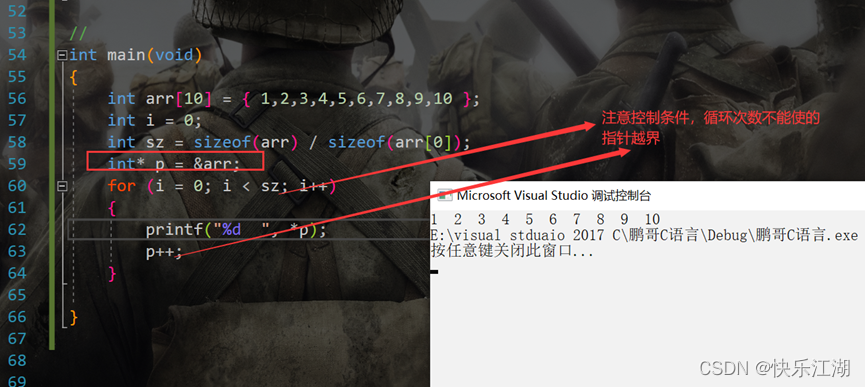 52
53 //
54 int main(void)
55 {
56 int arr[10] = { 1,2,3,4,5,6,7,8,9,10 };
57 int i = 0;
58 int sz = sizeof(arr) / sizeof(arr[0]);
59 int* p = &arr;
60 for (i = 0; i < sz; i++)
61 {
62 printf("%d  ", *p);
63 p++;
64 }
65
66 }
67
68
69
注意控制条件，循环次数不能使的
指针越界
Microsoft Visual Studio 调试控制台
1  2  3  4  5  6  7  8  9  10
E:\visual stduaio 2017 C\鹏哥C语言\Debug\鹏哥C语言.exe
按任意键关闭此窗口...
CSDN @快乐江湖